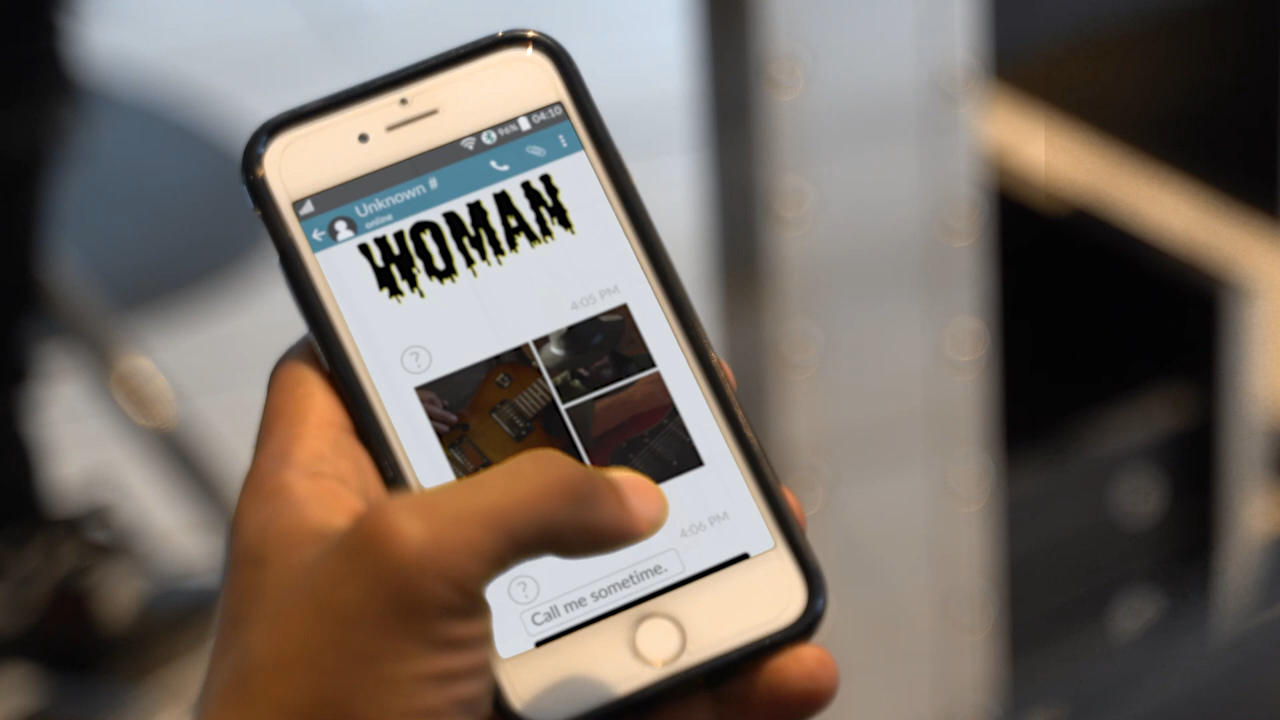 96% 04:10
Unknown #
online
WOMAN
4:05 PM
?
4:06 PM
?
Call me sometime.